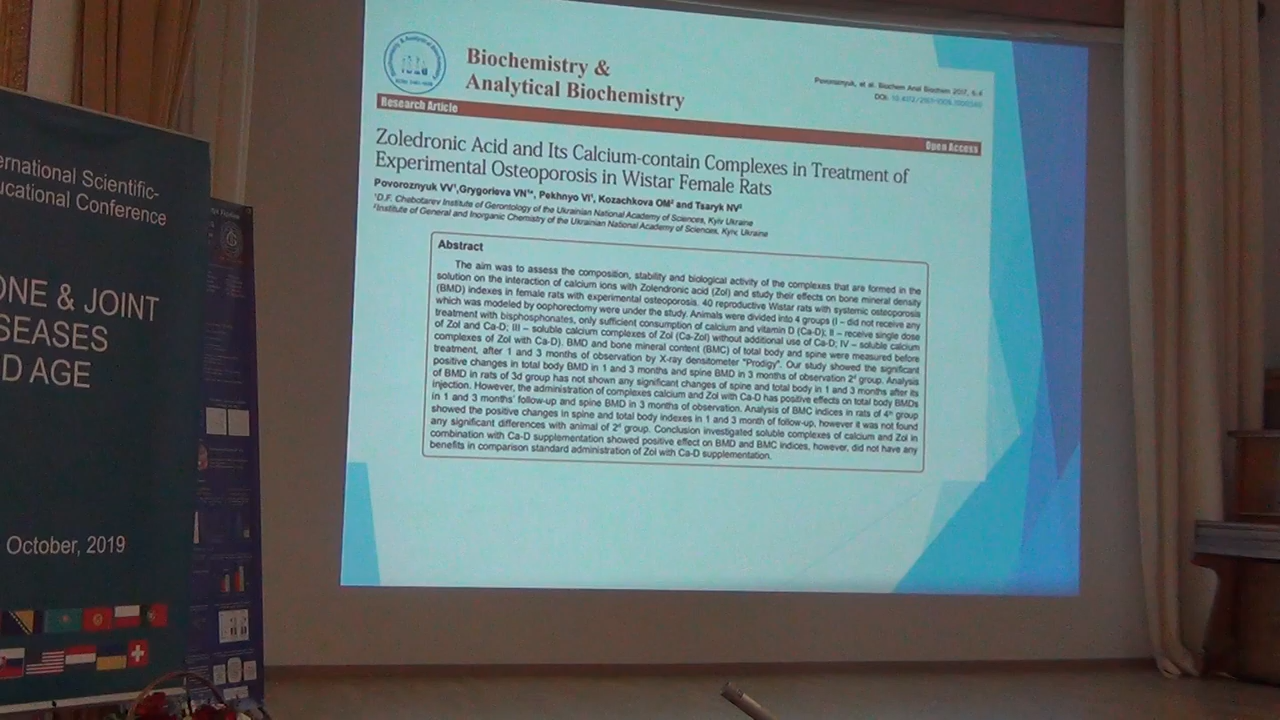 ernational Scientific-
ucational Conference
ONE & JOINT
SEASES
D AGE
October, 2019
Biochemistry &
Analytical Biochemistry
Povoroznyuk, et al. Biochem Anal Biochem 2017, 6:4
DOI:
Research Article
Open Access
Zoledronic Acid and Its Calcium-contain Complexes in Treatment of
Experimental Osteoporosis in Wistar Female Rats
Povoroznyuk VV¹, Grygorieva VN¹*, Pekhnyo VI², Kozachkova OM² and Tsaryk NV²
¹D.F. Chebotarev Institute of Gerontology of the Ukrainian National Academy of Sciences, Kyiv Ukraine
²Institute of General and Inorganic Chemistry of the Ukrainian National Academy of Sciences, Kyiv, Ukraine
Abstract
The aim was to assess the composition, stability and biological activity of the complexes that are formed in the
solution on the interaction of calcium ions with Zolendronic acid (Zol) and study their effects on bone mineral density
(BMD) indexes in female rats with experimental osteoporosis. 40 reproductive Wistar rats with systemic osteoporosis
which was modeled by oophorectomy were under the study. Animals were divided into 4 groups (I – did not receive any
treatment with bisphosphonates, only sufficient consumption of calcium and vitamin D (Ca-D); II – receive single dose
of Zol and Ca-D; III – soluble calcium complexes of Zol (Ca-Zol) without additional use of Ca-D; IV – soluble calcium
complexes of Zol with Ca-D). BMD and bone mineral content (BMC) of total body and spine were measured before
treatment, after 1 and 3 months of observation by X-ray densitometer "Prodigy". Our study showed the significant
positive changes in total body BMD in 1 and 3 months and spine BMD in 3 months of observation 2ᵈ group. Analysis
of BMD in rats of 3d group has not shown any significant changes of spine and total body in 1 and 3 months after its
injection. However, the administration of complexes calcium and Zol with Ca-D has positive effects on total body BMDs
in 1 and 3 months' follow-up and spine BMD in 3 months of observation. Analysis of BMC indices in rats of 4ᵗʰ group
showed the positive changes in spine and total body indexes in 1 and 3 month of follow-up, however it was not found
any significant differences with animal of 2ᵈ group. Conclusion investigated soluble complexes of calcium and Zol in
combination with Ca-D supplementation showed positive effect on BMD and BMC indices, however, did not have any
benefits in comparison standard administration of Zol with Ca-D supplementation.